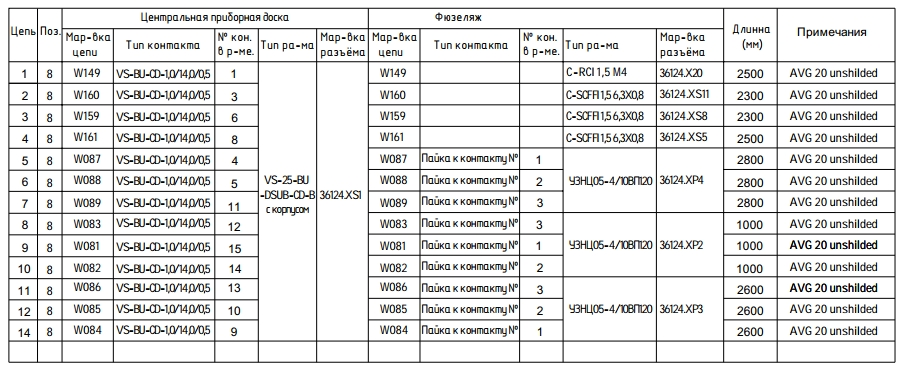 Центральная приборная доска Фюзеляж
Цепь Поз. Мар-вка цепи Тип контакта № кон. в р-ме. Тип ра-ма Мар-вка разъёма Мар-вка цепи Тип контакта № кон. в р-ме. Тип ра-ма Мар-вка разъёма Длинна (мм) Примечания
1 8 W149 VS-BU-CD-1,0/14,0/0,5 1 W149 C-RCI 1,5 M4 36124.X20 2500 AVG 20 unshilded
2 8 W160 VS-BU-CD-1,0/14,0/0,5 3 W160 C-SCFFI 1,5 6,3X0,8 36124.XS11 2300 AVG 20 unshilded
3 8 W159 VS-BU-CD-1,0/14,0/0,5 6 W159 C-SCFFI 1,5 6,3X0,8 36124.XS8 2300 AVG 20 unshilded
4 8 W161 VS-BU-CD-1,0/14,0/0,5 8 W161 C-SCFFI 1,5 6,3X0,8 36124.XS5 2500 AVG 20 unshilded
5 8 W087 VS-BU-CD-1,0/14,0/0,5 4 W087 Пайка к контакту № 1 2800 AVG 20 unshilded
6 8 W088 VS-BU-CD-1,0/14,0/0,5 5 VS-25-BU-DSUB-CD-B с корпусом 36124.XS1 W088 Пайка к контакту № 2 УЗНЦ05-4/10ВП120 36124.XP4 2800 AVG 20 unshilded
7 8 W089 VS-BU-CD-1,0/14,0/0,5 11 W089 Пайка к контакту № 3 2800 AVG 20 unshilded
8 8 W083 VS-BU-CD-1,0/14,0/0,5 12 W083 Пайка к контакту № 3 1000 AVG 20 unshilded
9 8 W081 VS-BU-CD-1,0/14,0/0,5 15 W081 Пайка к контакту № 1 УЗНЦ05-4/10ВП120 36124.XP2 1000 AVG 20 unshilded
10 8 W082 VS-BU-CD-1,0/14,0/0,5 14 W082 Пайка к контакту № 2 1000 AVG 20 unshilded
11 8 W086 VS-BU-CD-1,0/14,0/0,5 13 W086 Пайка к контакту № 3 2600 AVG 20 unshilded
12 8 W085 VS-BU-CD-1,0/14,0/0,5 10 W085 Пайка к контакту № 2 УЗНЦ05-4/10ВП120 36124.XP3 2600 AVG 20 unshilded
14 8 W084 VS-BU-CD-1,0/14,0/0,5 9 W084 Пайка к контакту № 1 2600 AVG 20 unshilded